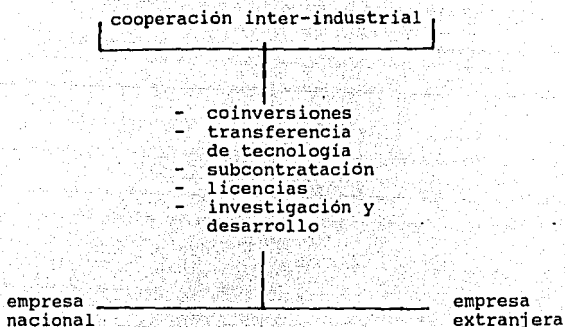 cooperación inter-industrial
- coinversiones
- transferencia
de tecnología
- subcontratación
- licencias
- investigación y
desarrollo
empresa
nacional
empresa
extranjera